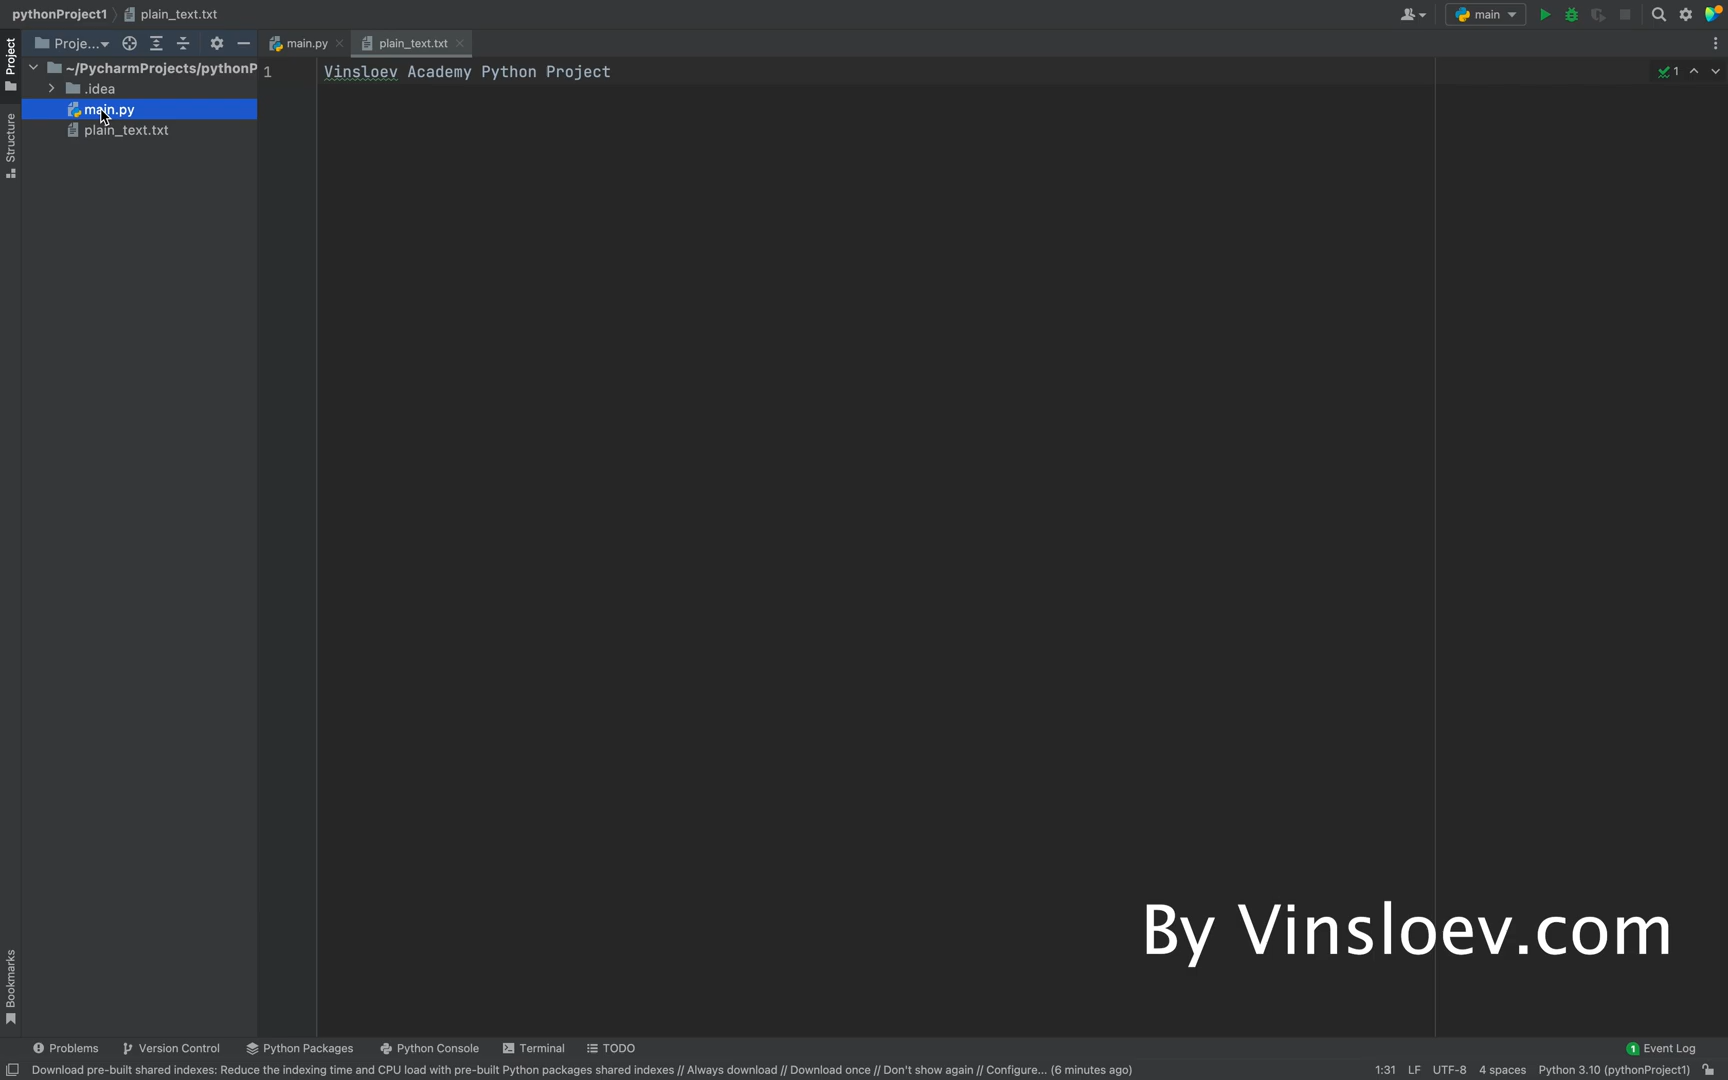 pythonProject1 plain_text.txt
main
Project
Proje...
main.py
plain_text.txt
~/PycharmProjects/pythonP
1
Vinsloev Academy Python Project
1
.idea
main.py
plain_text.txt
Structure
Bookmarks
By Vinsloev.com
Problems
Version Control
Python Packages
Python Console
Terminal
TODO
1 Event Log
Download pre-built shared indexes: Reduce the indexing time and CPU load with pre-built Python packages shared indexes // Always download // Download once // Don't show again // Configure... (6 minutes ago)
1:31 LF UTF-8 4 spaces Python 3.10 (pythonProject1)